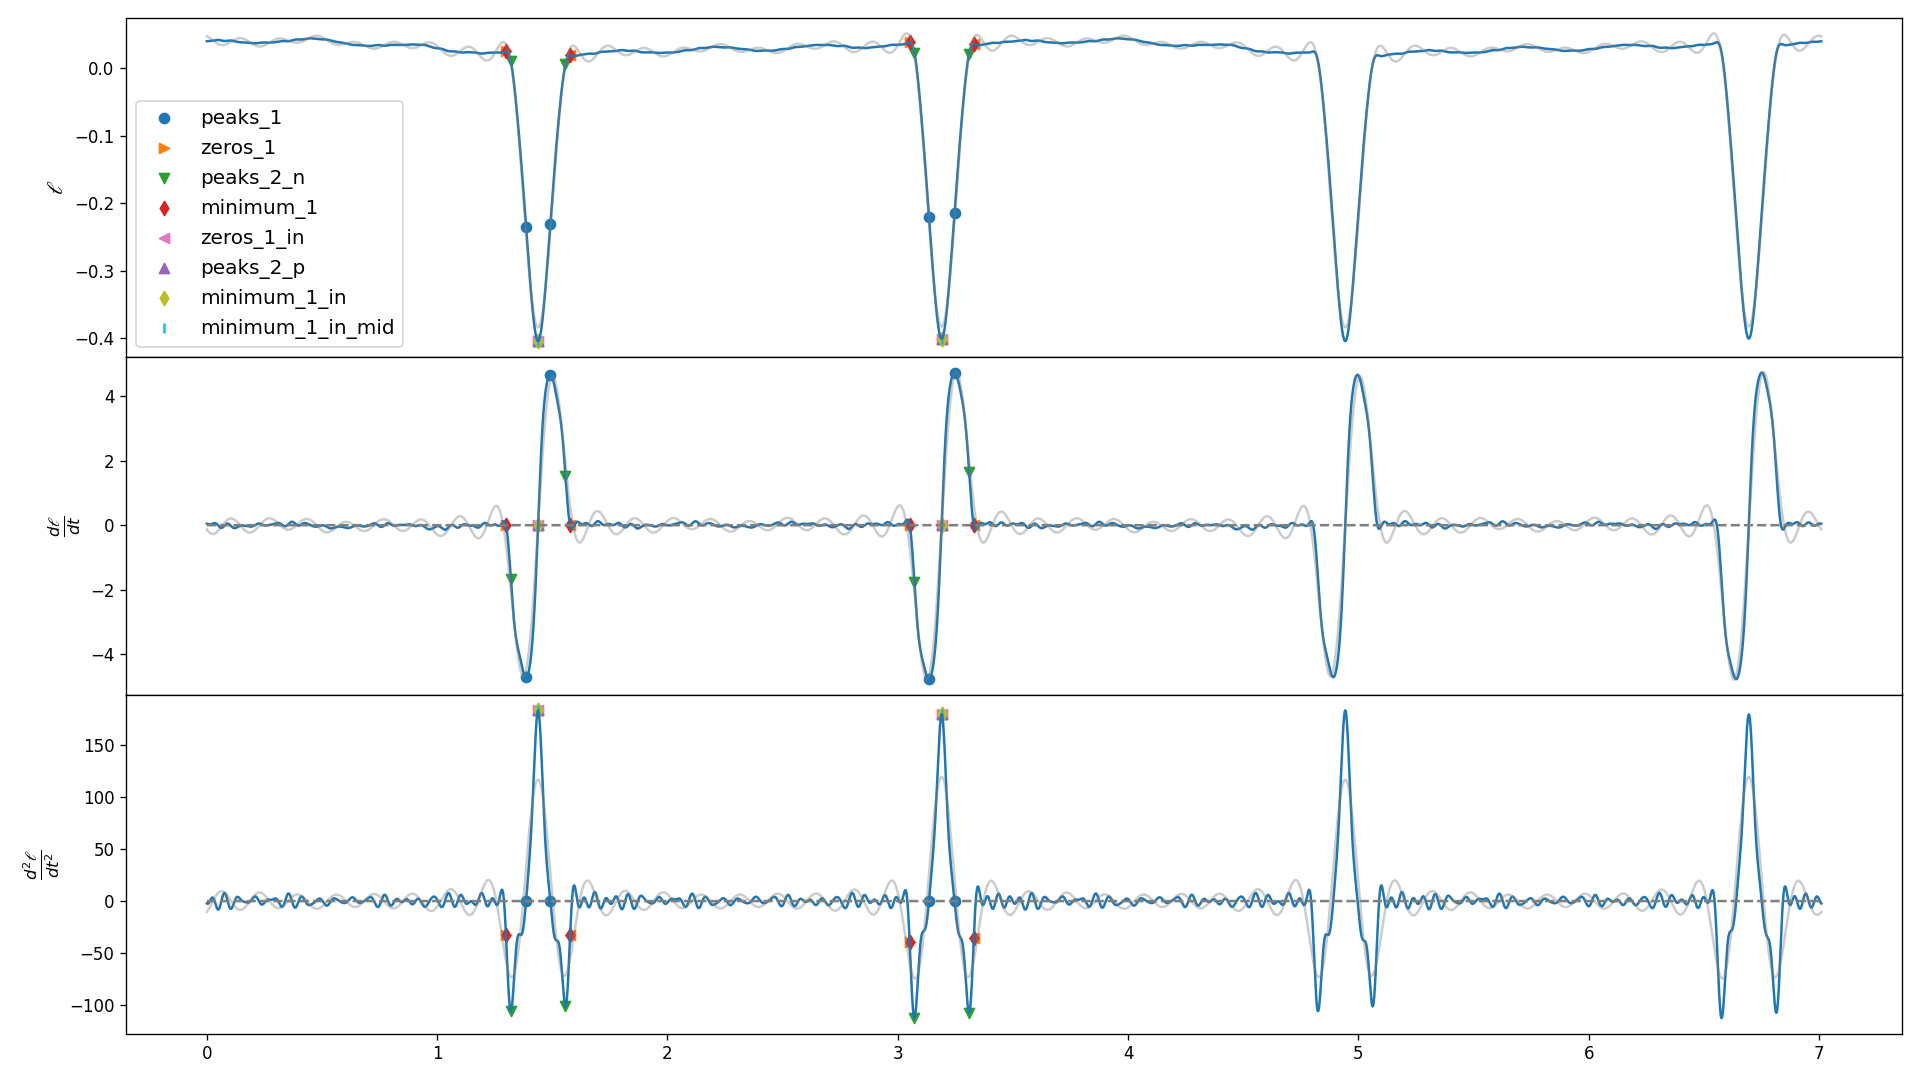 0.0
−0.1
−0.2
−0.3
−0.4
ℓ
peaks_1
zeros_1
peaks_2_n
minimum_1
zeros_1_in
peaks_2_p
minimum_1_in
minimum_1_in_mid
4
2
0
−2
−4
dℓ
dt
150
100
50
0
−50
−100
d²ℓ
dt²
0 1 2 3 4 5 6 7